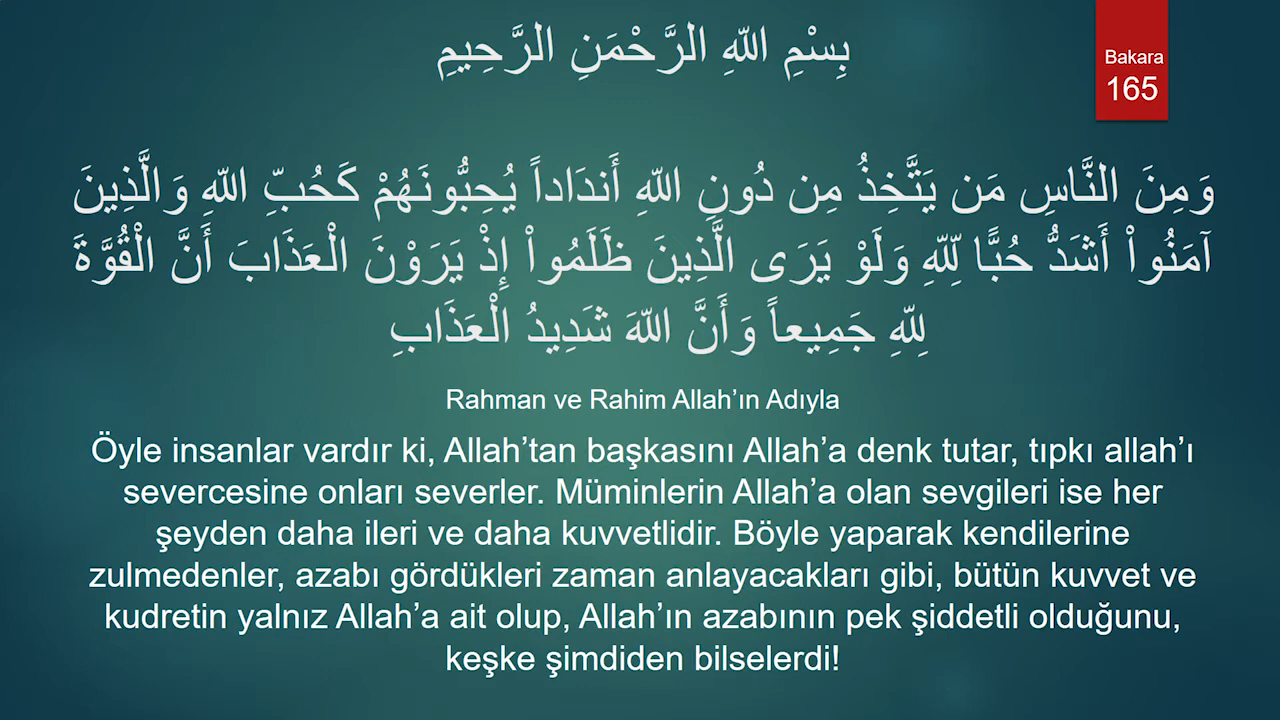 بِسْمِ اللّهِ الرَّحْمَنِ الرَّحِيمِ
Bakara
165
وَمِنَ النَّاسِ مَن يَتَّخِذُ مِن دُونِ اللّهِ أَندَاداً يُحِبُّونَهُمْ كَحُبِّ اللّهِ وَالَّذِينَ
آمَنُواْ أَشَدُّ حُبًّا لِّلّهِ وَلَوْ يَرَى الَّذِينَ ظَلَمُواْ إِذْ يَرَوْنَ الْعَذَابَ أَنَّ الْقُوَّةَ
لِلّهِ جَمِيعاً وَأَنَّ اللّهَ شَدِيدُ الْعَذَابِ
Rahman ve Rahim Allah’ın Adıyla
Öyle insanlar vardır ki, Allah’tan başkasını Allah’a denk tutar, tıpkı allah’ı
severcesine onları severler. Müminlerin Allah’a olan sevgileri ise her
şeyden daha ileri ve daha kuvvetlidir. Böyle yaparak kendilerine
zulmedenler, azabı gördükleri zaman anlayacakları gibi, bütün kuvvet ve
kudretin yalnız Allah’a ait olup, Allah’ın azabının pek şiddetli olduğunu,
keşke şimdiden bilselerdi!